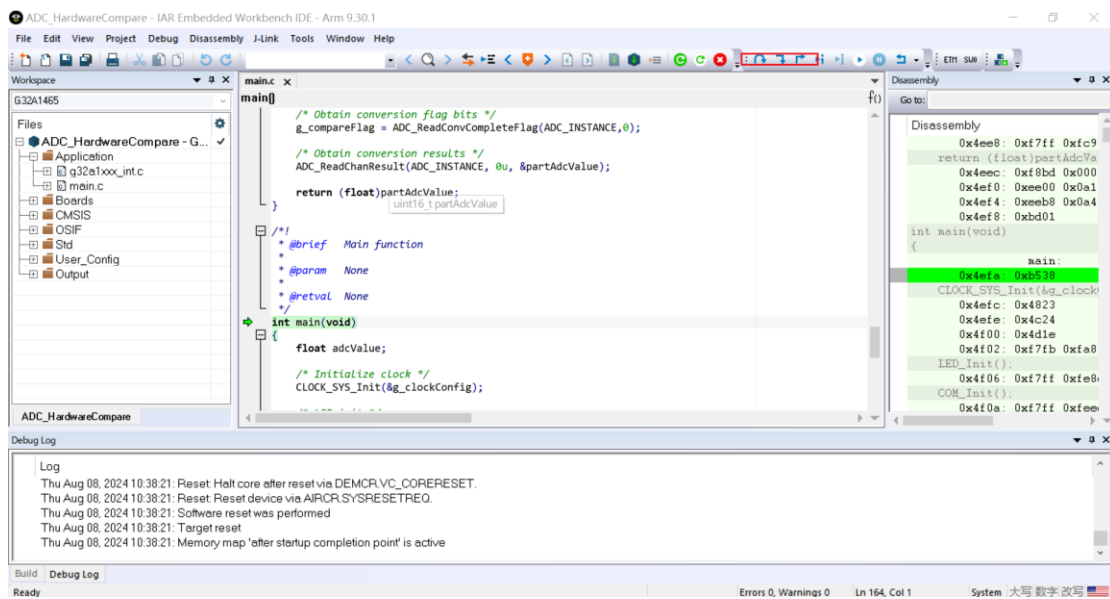 ADC_HardwareCompare - IAR Embedded Workbench IDE - Arm 9.30.1
File Edit View Project Debug Disassembly J-Link Tools Window Help
ETM SWO
Workspace
G32A1465
Files
ADC_HardwareCompare - G...
Application
g32a1xxx_int.c
main.c
Boards
CMSIS
OSIF
Std
User_Config
Output
ADC_HardwareCompare
main.c
main()
f()
/* Obtain conversion flag bits */
g_compareFlag = ADC_ReadConvCompleteFlag(ADC_INSTANCE,0);
/* Obtain conversion results */
ADC_ReadChanResult(ADC_INSTANCE, 0u, &partAdcValue);
return (float)partAdcValue;
uint16_t partAdcValue
}
/*!
* @brief Main function
*
* @param None
*
* @retval None
*/
int main(void)
{
float adcValue;
/* Initialize clock */
CLOCK_SYS_Init(&g_clockConfig);
Disassembly
Go to:
Disassembly
0x4ee8: 0xf7ff 0xfc9
return (float)partAdcVa
0x4eec: 0xf8bd 0x000
0x4ef0: 0xee00 0x0a1
0x4ef4: 0xeeb8 0x0a4
0x4ef8: 0xbd01
int main(void)
{
main:
0x4efa: 0xb538
CLOCK_SYS_Init(&g_clock
0x4efc: 0x4823
0x4efe: 0x4c24
0x4f00: 0x4d1e
0x4f02: 0xf7fb 0xfa8
LED_Init();
0x4f06: 0xf7ff 0xfe8
COM_Init();
0x4f0a: 0xf7ff 0xfee
Debug Log
Log
Thu Aug 08, 2024 10:38:21: Reset: Halt core after reset via DEMCR.VC_CORERESET.
Thu Aug 08, 2024 10:38:21: Reset: Reset device via AIRCR.SYSRESETREQ.
Thu Aug 08, 2024 10:38:21: Software reset was performed
Thu Aug 08, 2024 10:38:21: Target reset
Thu Aug 08, 2024 10:38:21: Memory map 'after startup completion point' is active
Build Debug Log
Ready Errors 0, Warnings 0 Ln 164, Col 1 System 大写 数字 改写